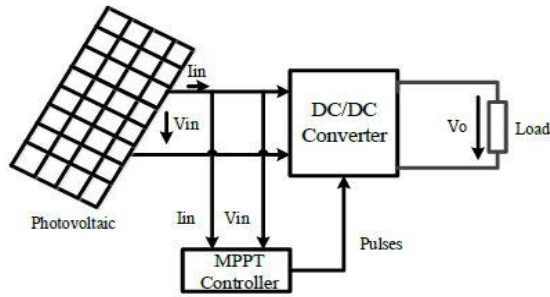 Iin
Vin
DC/DC
Converter
Vo
Load
Photovoltaic
Iin
Vin
Pulses
MPPT
Controller